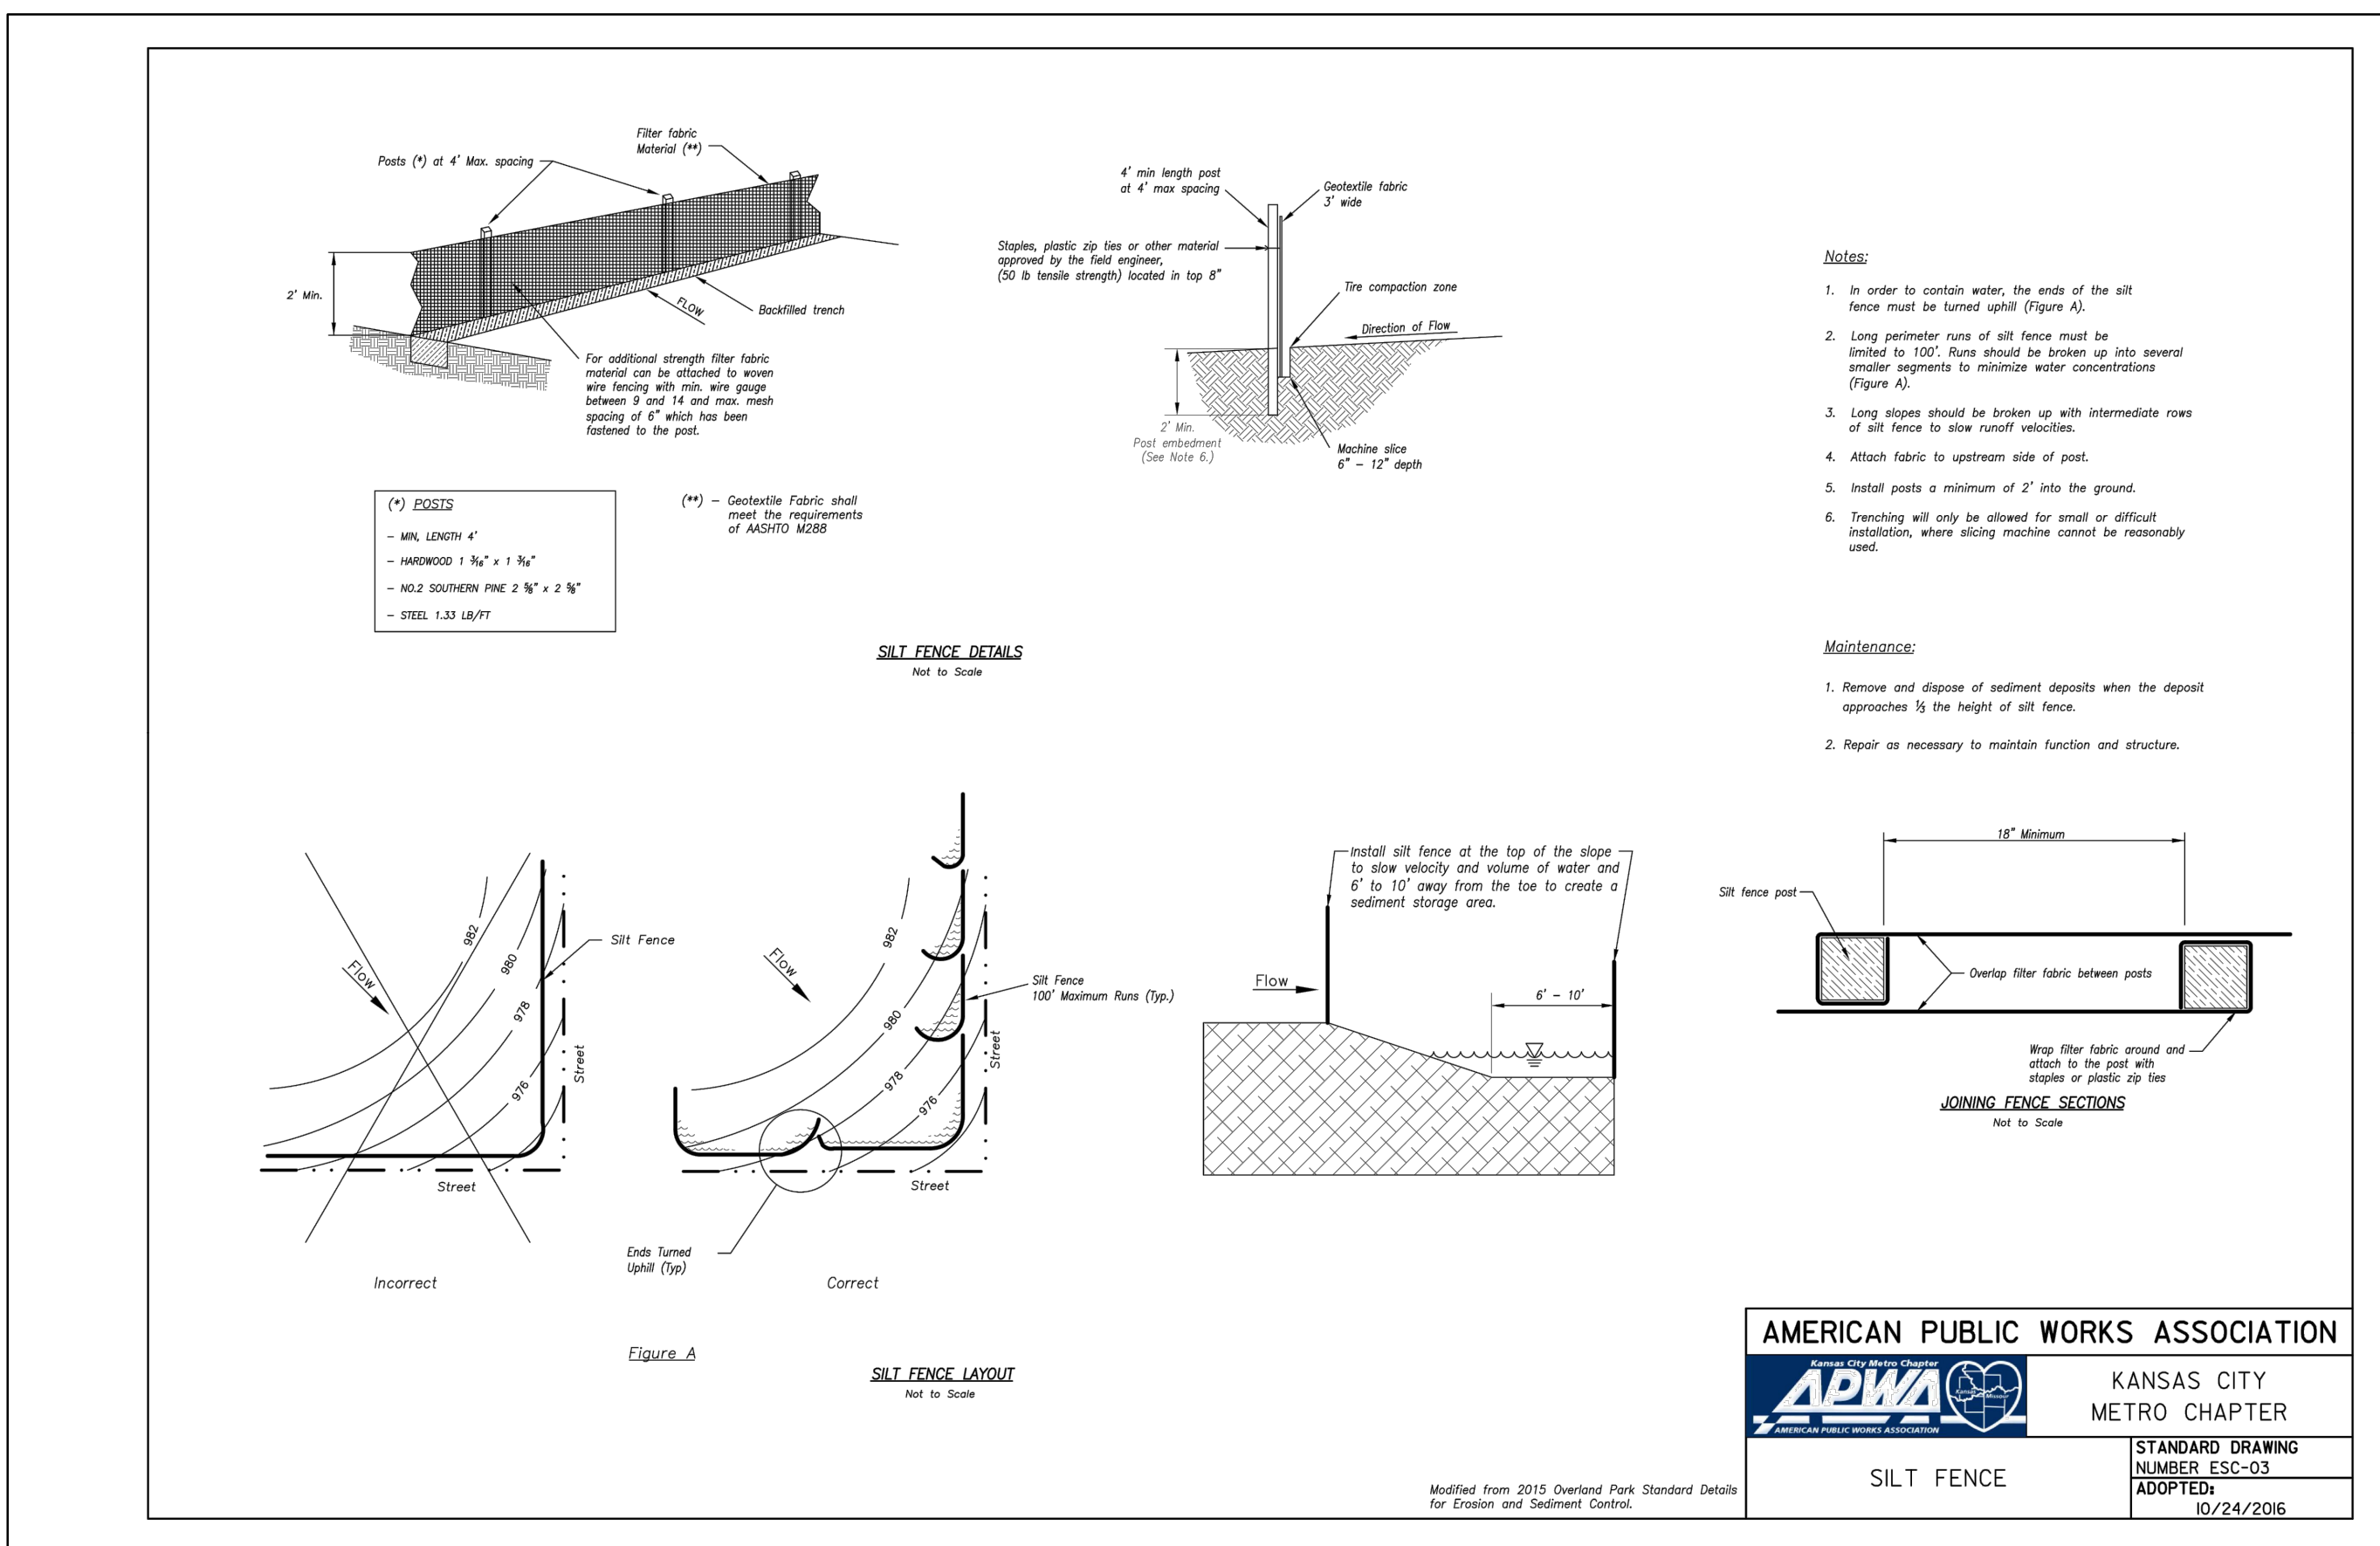 Filter fabric
Material (**)
Posts (*) at 4' Max. spacing
2' Min.
FLOW
Backfilled trench
For additional strength filter fabric
material can be attached to woven
wire fencing with min. wire gauge
between 9 and 14 and max. mesh
spacing of 6" which has been
fastened to the post.
4' min length post
at 4' max spacing
Geotextile fabric
3' wide
Staples, plastic zip ties or other material
approved by the field engineer,
(50 lb tensile strength) located in top 8"
Tire compaction zone
Direction of Flow
2' Min.
Post embedment
(See Note 6.)
Machine slice
6" – 12" depth
(*) POSTS
– MIN, LENGTH 4'
– HARDWOOD 1 3/16" x 1 3/16"
– NO.2 SOUTHERN PINE 2 5/8" x 2 5/8"
– STEEL 1.33 LB/FT
(**) – Geotextile Fabric shall
meet the requirements
of AASHTO M288
SILT FENCE DETAILS
Not to Scale
Notes:
1. In order to contain water, the ends of the silt
fence must be turned uphill (Figure A).
2. Long perimeter runs of silt fence must be
limited to 100'. Runs should be broken up into several
smaller segments to minimize water concentrations
(Figure A).
3. Long slopes should be broken up with intermediate rows
of silt fence to slow runoff velocities.
4. Attach fabric to upstream side of post.
5. Install posts a minimum of 2' into the ground.
6. Trenching will only be allowed for small or difficult
installation, where slicing machine cannot be reasonably
used.
Maintenance:
1. Remove and dispose of sediment deposits when the deposit
approaches 1/3 the height of silt fence.
2. Repair as necessary to maintain function and structure.
Flow
982
980
978
976
Silt Fence
Street
Street
Incorrect
Flow
982
980
978
976
Silt Fence
100' Maximum Runs (Typ.)
Street
Street
Ends Turned
Uphill (Typ)
Correct
Figure A
SILT FENCE LAYOUT
Not to Scale
Install silt fence at the top of the slope
to slow velocity and volume of water and
6' to 10' away from the toe to create a
sediment storage area.
Flow
6' – 10'
18" Minimum
Silt fence post
Overlap filter fabric between posts
Wrap filter fabric around and
attach to the post with
staples or plastic zip ties
JOINING FENCE SECTIONS
Not to Scale
Modified from 2015 Overland Park Standard Details
for Erosion and Sediment Control.
AMERICAN PUBLIC WORKS ASSOCIATION
Kansas City Metro Chapter
APWA
Kansas
Missouri
AMERICAN PUBLIC WORKS ASSOCIATION
KANSAS CITY
METRO CHAPTER
SILT FENCE
STANDARD DRAWING
NUMBER ESC-03
ADOPTED:
10/24/2016